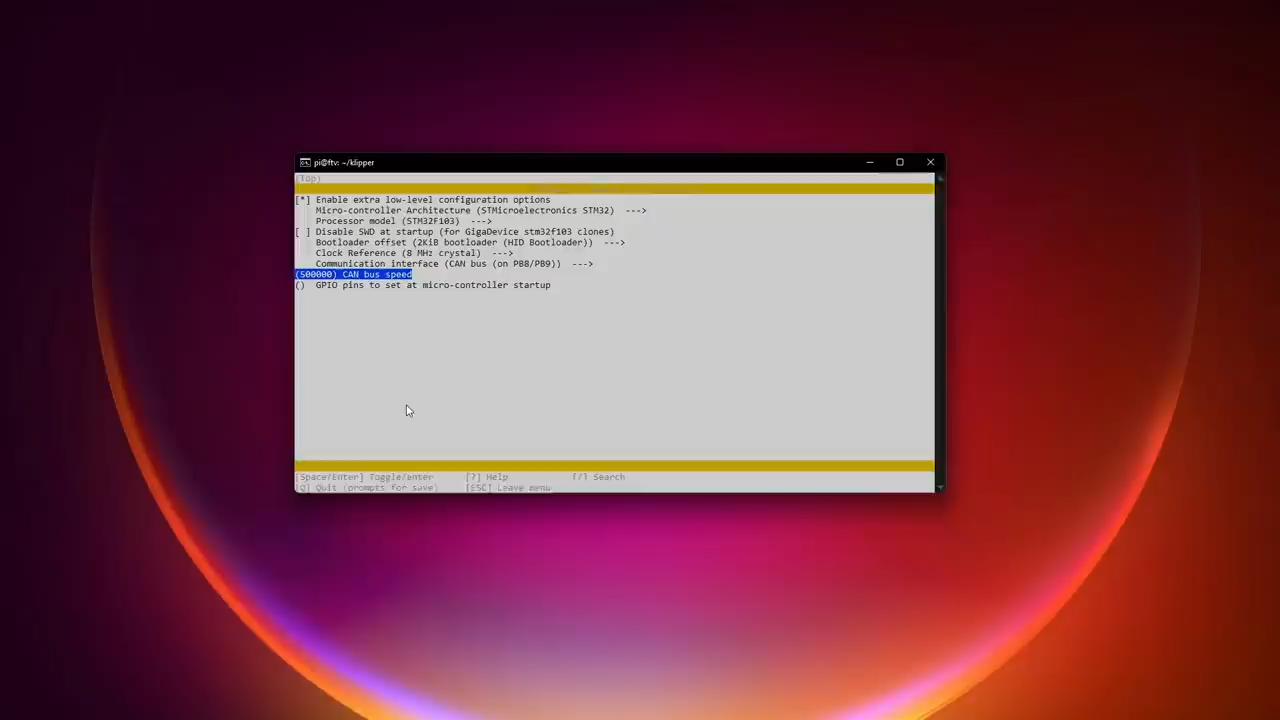 pi@ftv: ~/klipper
(Top)
[*] Enable extra low-level configuration options
Micro-controller Architecture (STMicroelectronics STM32) --->
Processor model (STM32F103) --->
[ ] Disable SWD at startup (for GigaDevice stm32f103 clones)
Bootloader offset (2KiB bootloader (HID Bootloader)) --->
Clock Reference (8 MHz crystal) --->
Communication interface (CAN bus (on PB8/PB9)) --->
(500000) CAN bus speed
() GPIO pins to set at micro-controller startup
[Space/Enter] Toggle/enter [?] Help [/] Search
[Q] Quit (prompts for save) [ESC] Leave menu